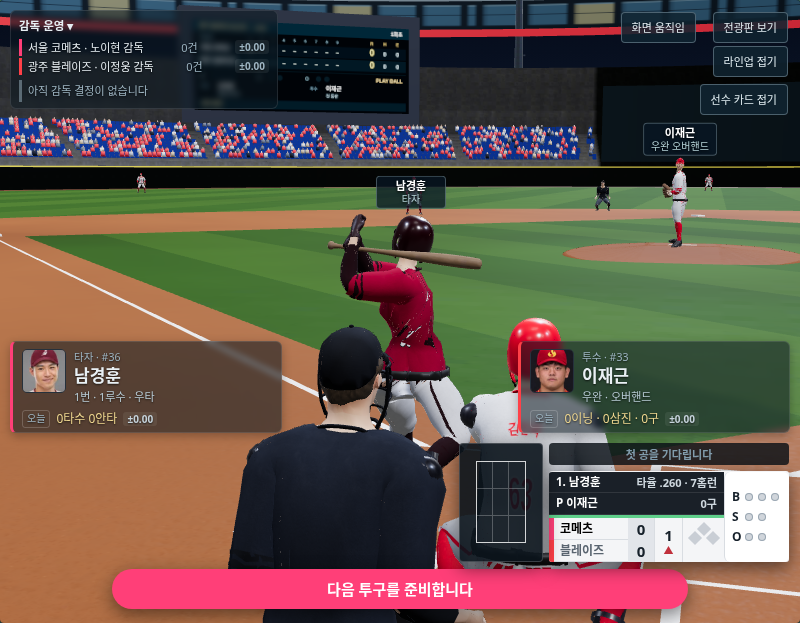 감독 운영 ▾
서울 코메츠 · 노이현 감독 0건 ±0.00
광주 블레이즈 · 이정웅 감독 0건 ±0.00
아직 감독 결정이 없습니다
PLAY BALL
이재근
화면 움직임
전광판 보기
라인업 접기
선수 카드 접기
이재근
우완 오버핸드
남경훈
타자
타자 · #36
남경훈
1번 · 1루수 · 우타
오늘 0타수 0안타 ±0.00
투수 · #33
이재근
우완 · 오버핸드
오늘 0이닝 · 0삼진 · 0구 ±0.00
63
첫 공을 기다립니다
1. 남경훈 타율 .260 · 7홈런
P 이재근 0구
코메츠 0
블레이즈 0
1
B
S
O
다음 투구를 준비합니다